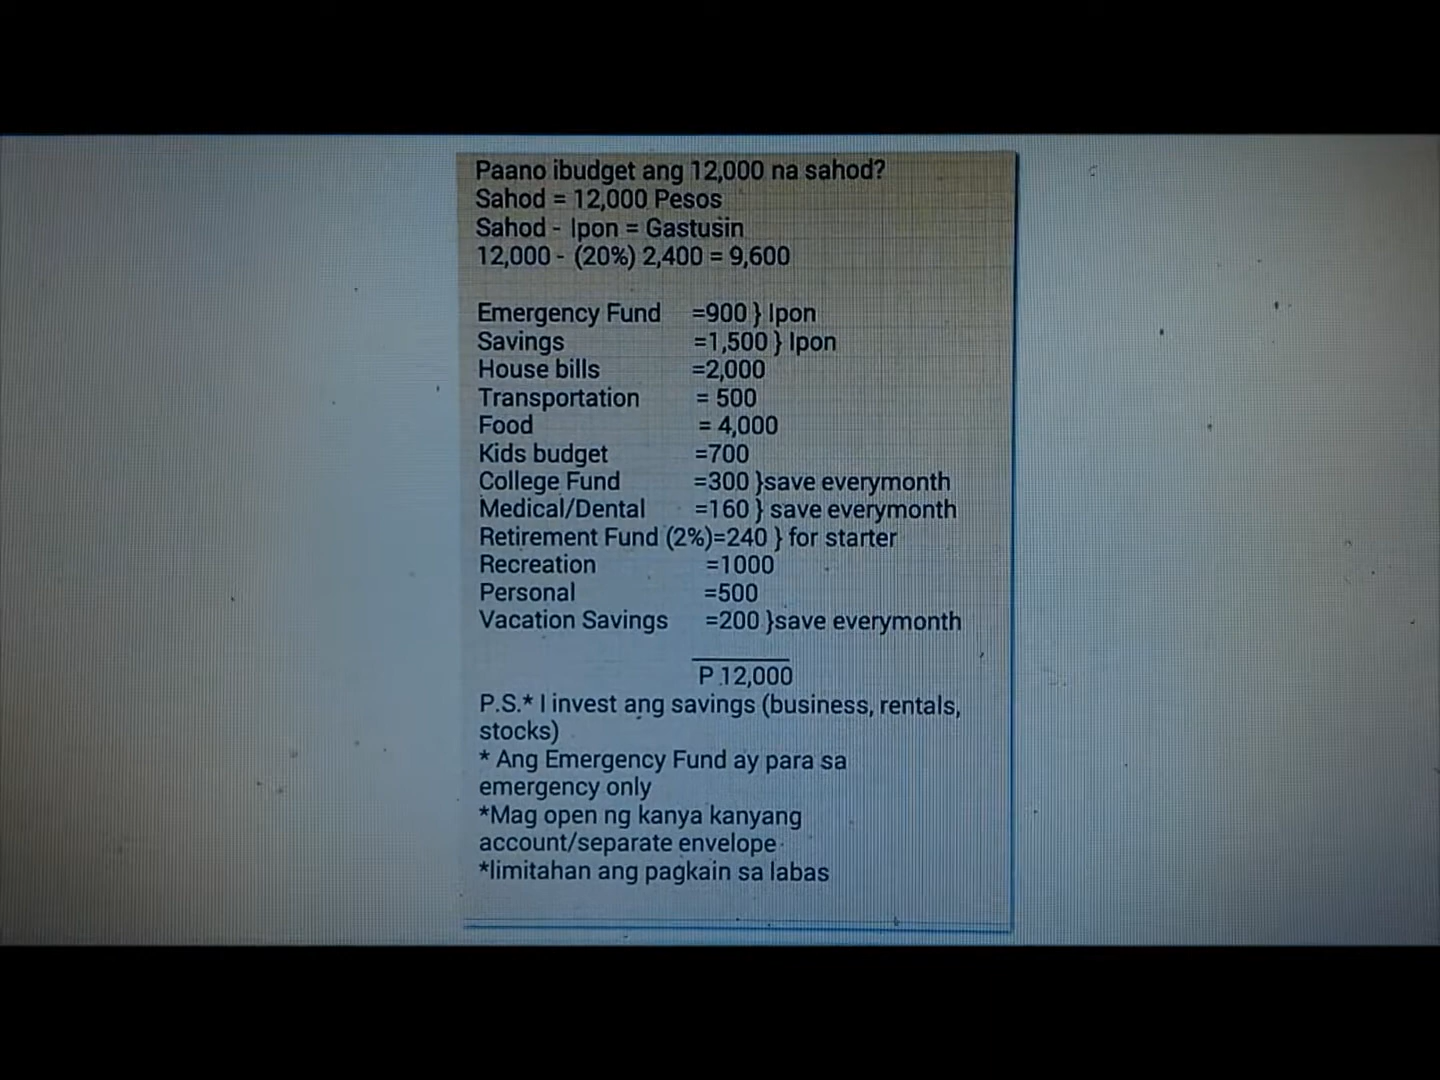 Paano ibudget ang 12,000 na sahod?
Sahod = 12,000 Pesos
Sahod - Ipon = Gastusin
12,000 - (20%) 2,400 = 9,600
Emergency Fund =900 } Ipon
Savings =1,500 } Ipon
House bills =2,000
Transportation = 500
Food = 4,000
Kids budget =700
College Fund =300 }save everymonth
Medical/Dental =160 } save everymonth
Retirement Fund (2%)=240 } for starter
Recreation =1000
Personal =500
Vacation Savings =200 }save everymonth
P 12,000
P.S.* I invest ang savings (business, rentals,
stocks)
* Ang Emergency Fund ay para sa
emergency only
*Mag open ng kanya kanyang
account/separate envelope
*limitahan ang pagkain sa labas